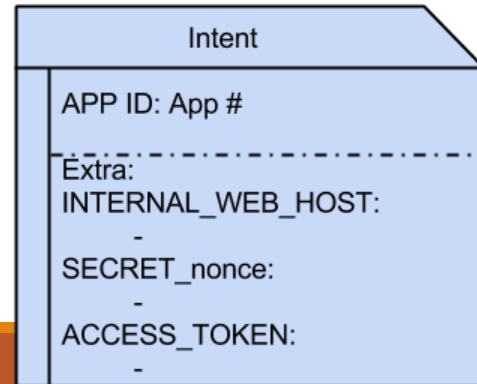 Intent
APP ID: App #
Extra:
INTERNAL_WEB_HOST:
-
SECRET_nonce:
-
ACCESS_TOKEN:
-